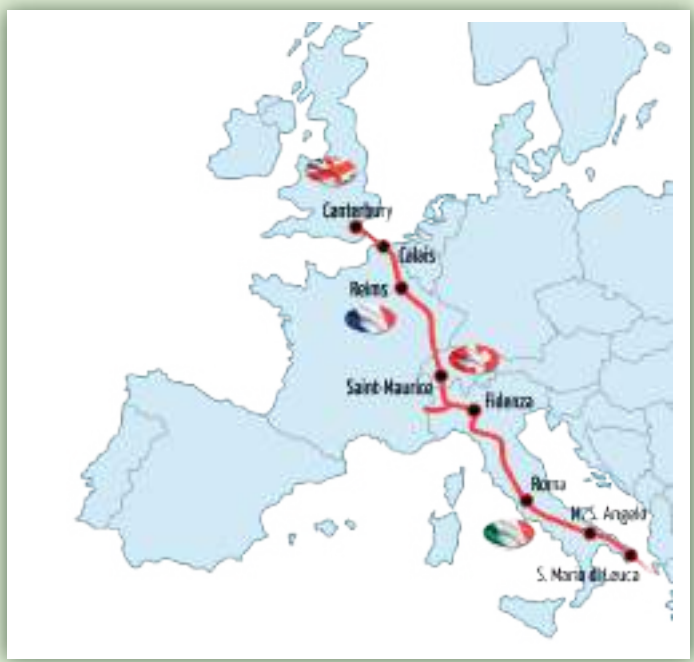 Canterbury
Calais
Reims
Saint-Maurice
Fidenza
Roma
S. Angelo
S. Maria di Leuca